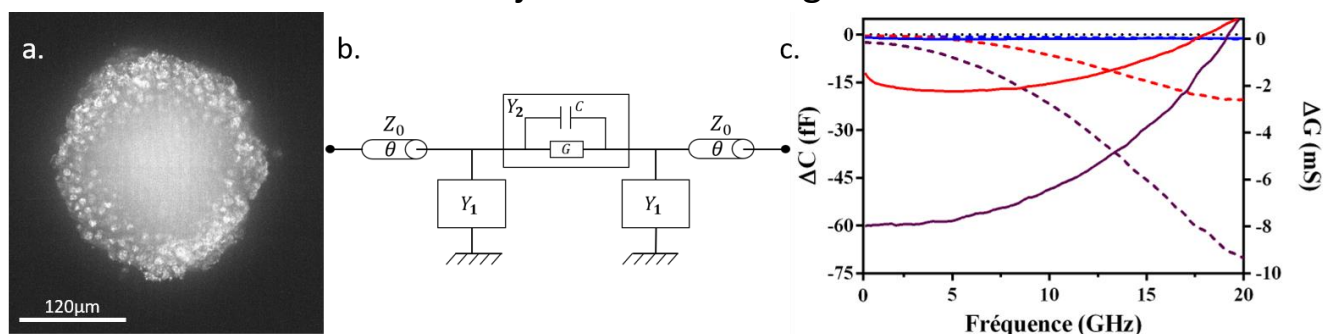 a.
120µm
b.
Z0
θ
Y1
Y2
C
G
Y1
Z0
θ
c.
0
-15
-30
-45
-60
-75
ΔC (fF)
0
5
10
15
20
Fréquence (GHz)
0
-2
-4
-6
-8
-10
ΔG (mS)